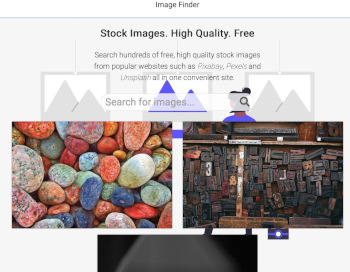 Image Finder
Stock Images. High Quality. Free
Search hundreds of free, high quality stock images
from popular websites such as Pixabay, Pexels and
Unsplash all in one convenient site.
Search for images...